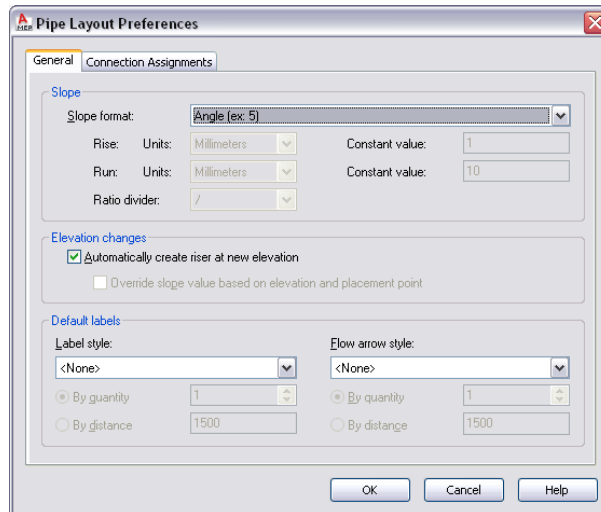 A
MEP
Pipe Layout Preferences
General Connection Assignments
Slope
Slope format: Angle (ex: 5)
Rise: Units: Millimeters Constant value: 1
Run: Units: Millimeters Constant value: 10
Ratio divider: /
Elevation changes
Automatically create riser at new elevation
Override slope value based on elevation and placement point
Default labels
Label style: Flow arrow style:
<None> <None>
By quantity 1 By quantity 1
By distance 1500 By distance 1500
OK Cancel Help